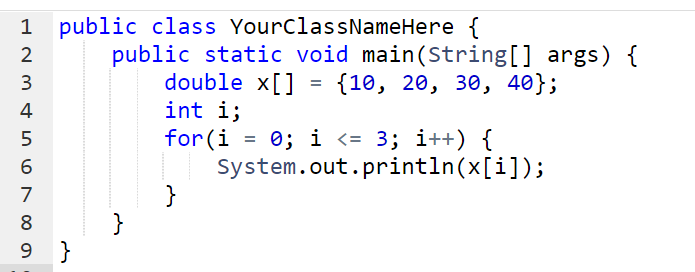 1 public class YourClassNameHere {
2     public static void main(String[] args) {
3         double x[] = {10, 20, 30, 40};
4         int i;
5         for(i = 0; i <= 3; i++) {
6             System.out.println(x[i]);
7         }
8     }
9 }